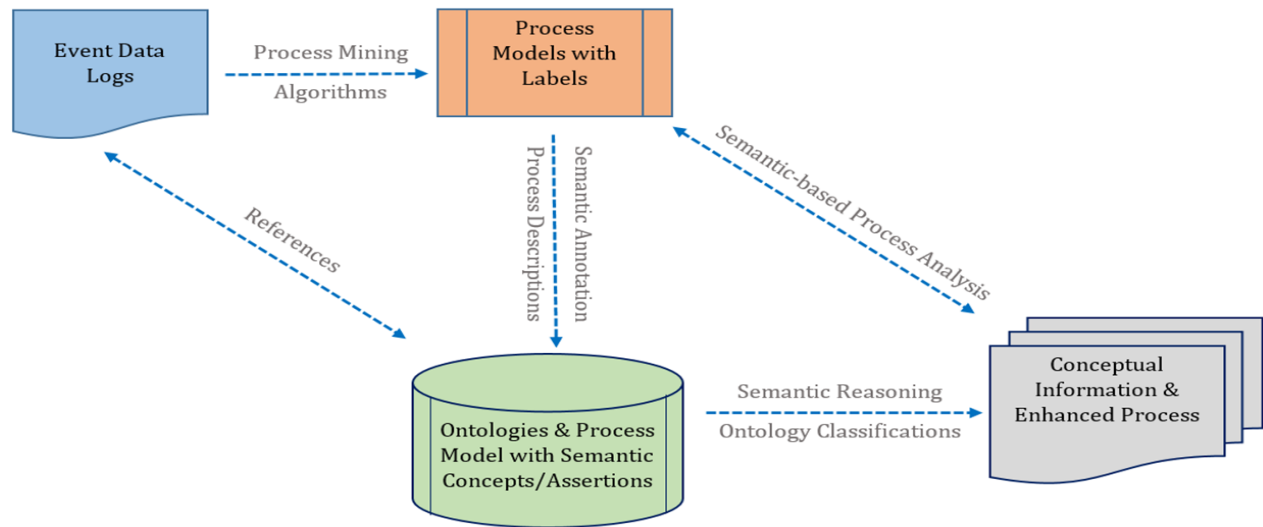 Event Data
Logs
Process Mining
Algorithms
Process
Models with
Labels
References
Semantic Annotation
Process Descriptions
Semantic-based Process Analysis
Ontologies & Process
Model with Semantic
Concepts/Assertions
Semantic Reasoning
Ontology Classifications
Conceptual
Information &
Enhanced Process